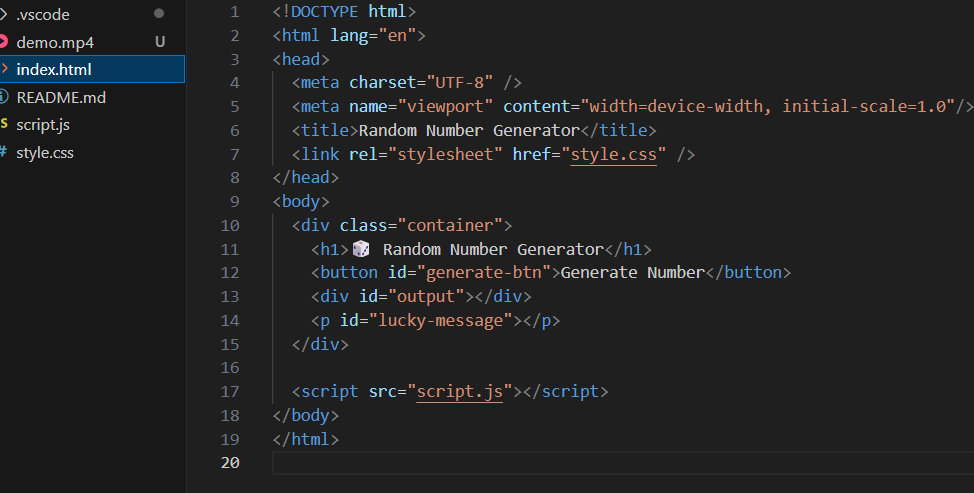 .vscode
demo.mp4 U
index.html
README.md
JS script.js
# style.css
1 <!DOCTYPE html>
2 <html lang="en">
3 <head>
4 <meta charset="UTF-8" />
5 <meta name="viewport" content="width=device-width, initial-scale=1.0"/>
6 <title>Random Number Generator</title>
7 <link rel="stylesheet" href="style.css" />
8 </head>
9 <body>
10 <div class="container">
11 <h1>🎲 Random Number Generator</h1>
12 <button id="generate-btn">Generate Number</button>
13 <div id="output"></div>
14 <p id="lucky-message"></p>
15 </div>
16
17 <script src="script.js"></script>
18 </body>
19 </html>
20